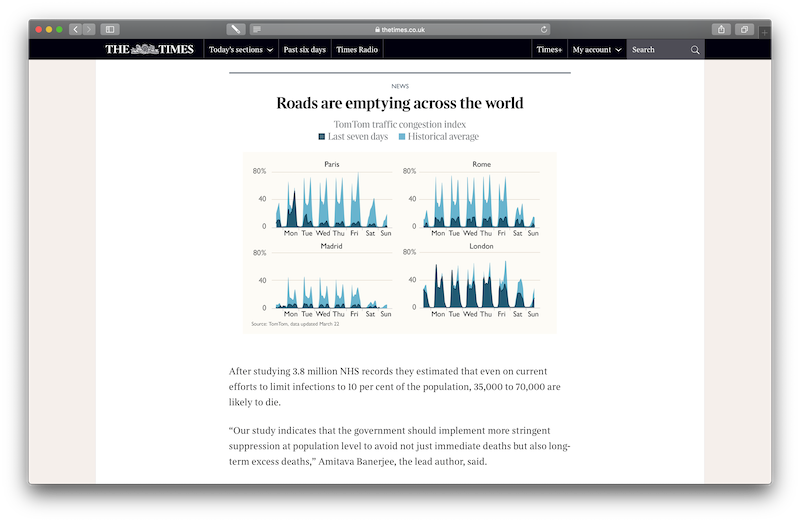 thetimes.co.uk
THE TIMES
Today's sections
Past six days
Times Radio
Times+
My account
Search
NEWS
Roads are emptying across the world
TomTom traffic congestion index
Last seven days
Historical average
Paris
80%
40
0
Mon Tues Wed Thu Fri Sat Sun
Rome
80%
40
0
Mon Tues Wed Thu Fri Sat Sun
Madrid
80%
40
0
Mon Tues Wed Thu Fri Sat Sun
London
80%
40
0
Mon Tues Wed Thu Fri Sat Sun
Source: TomTom, data updated March 23
After studying 3.8 million NHS records they estimated that even on current
efforts to limit infections to 10 per cent of the population, 35,000 to 70,000 are
likely to die.
“Our study indicates that the government should implement more stringent
suppression at population level to avoid not just immediate deaths but also long-
term excess deaths,” Amitava Banerjee, the lead author, said.